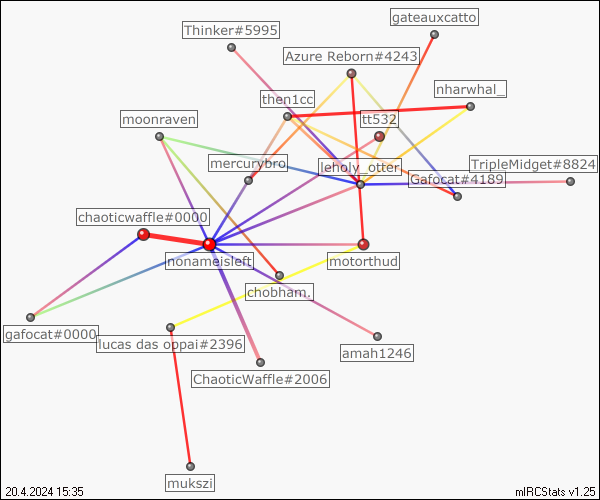 gateauxcatto
Thinker#5995
Azure Reborn#4243
nharwhal_
then1cc
moonraven
tt532
mercurybro
leholy_otter
TripleMidget#8824
Gafocat#4189
chaoticwaffle#0000
nonameisleft
motorthud
chobham.
gafocat#0000
lucas das oppai#2396
amah1246
ChaoticWaffle#2006
mukszi
20.4.2024 15:35
mIRCStats v1.25